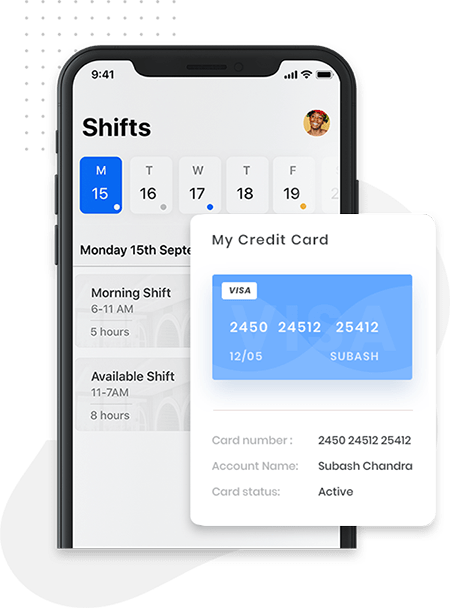 9:41
Shifts
M T W T F
15 16 17 18 19 2
Monday 15th Septe
Morning Shift
6-11 AM
5 hours
Available Shift
11-7AM
8 hours
My Credit Card
VISA
VISA
2450 24512 25412
12/05 SUBASH
Card number : 2450 24512 25412
Account Name: Subash Chandra
Card status: Active